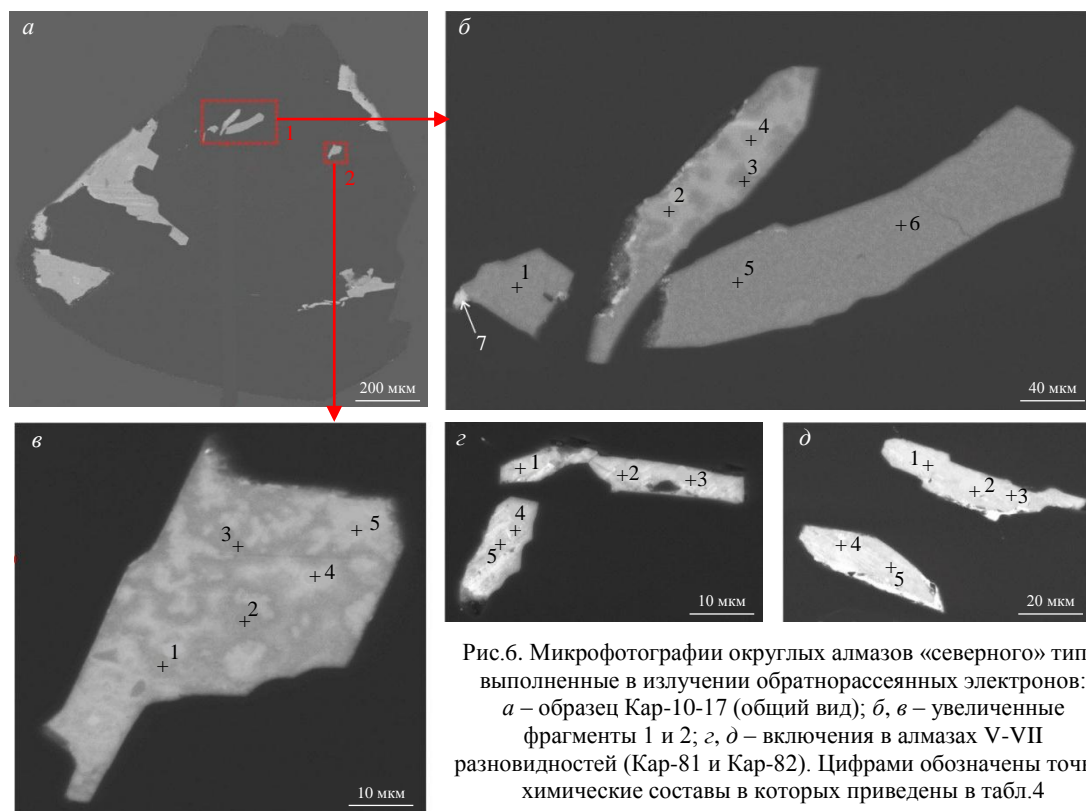 а
1
2
200 мкм
б
4
3
2
6
1
5
7
40 мкм
в
5
3
4
2
1
10 мкм
г
1
2
3
4
5
10 мкм
д
1
2
3
4
5
20 мкм
Рис.6. Микрофотографии округлых алмазов «северного» тип
выполненные в излучении обратнорассеянных электронов:
а – образец Кар-10-17 (общий вид); б, в – увеличенные
фрагменты 1 и 2; г, д – включения в алмазах V-VII
разновидностей (Кар-81 и Кар-82). Цифрами обозначены точк
химические составы в которых приведены в табл.4